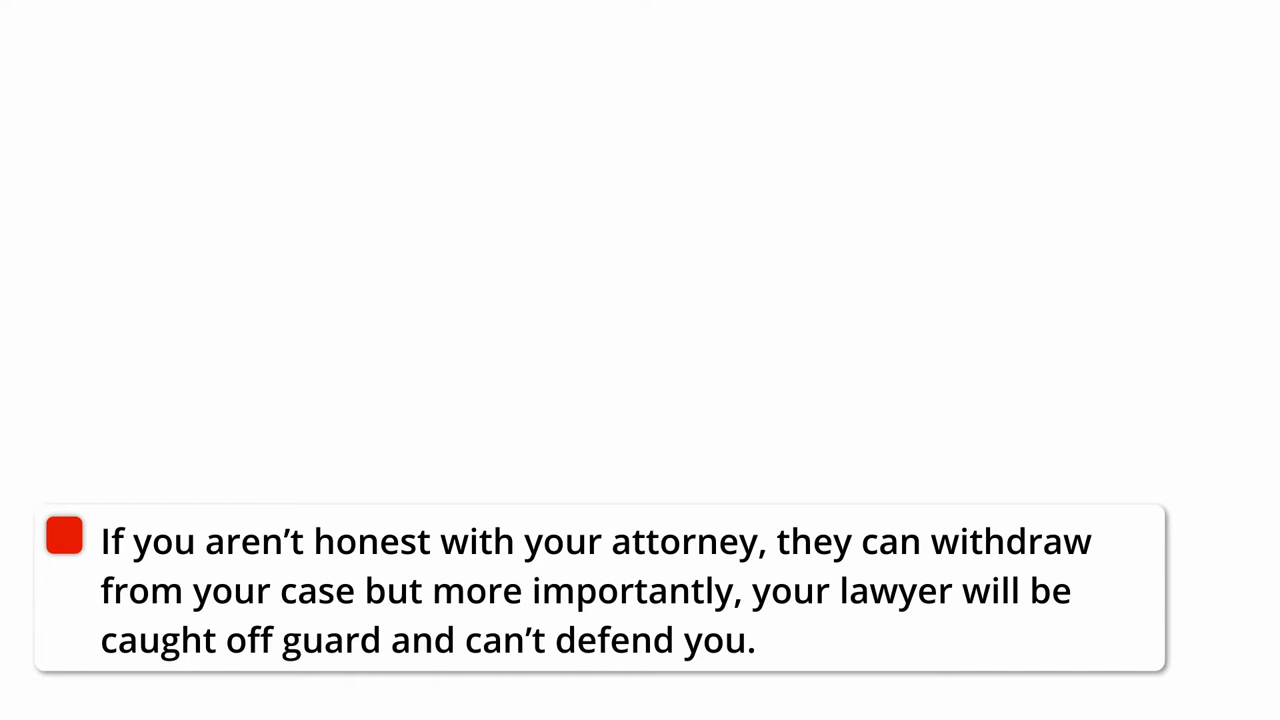 If you aren’t honest with your attorney, they can withdraw
from your case but more importantly, your lawyer will be
caught off guard and can’t defend you.